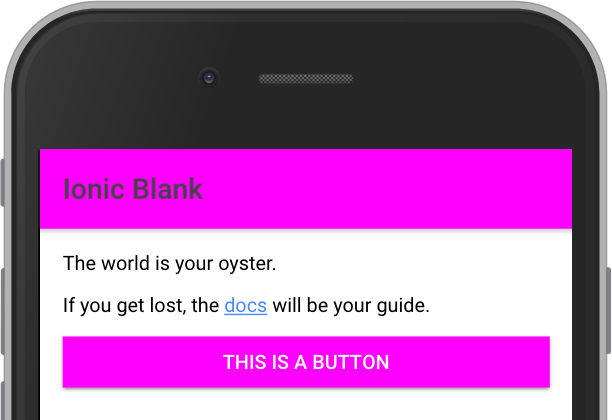 Ionic Blank
The world is your oyster.
If you get lost, the docs will be your guide.
THIS IS A BUTTON